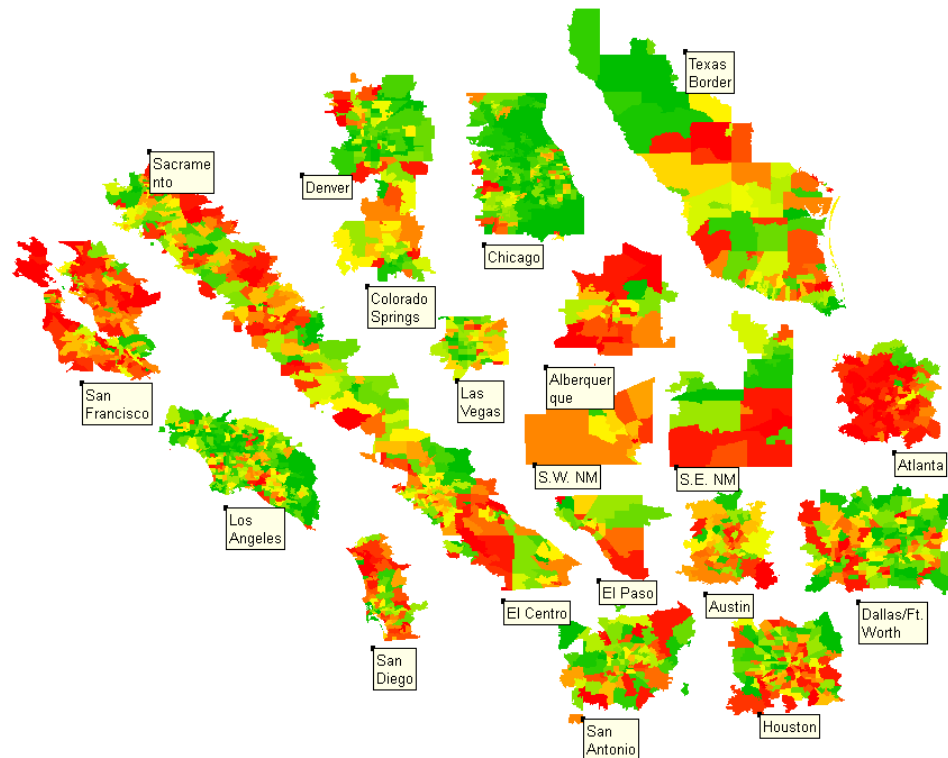 Texas
Border
Sacrame
nto
Denver
Chicago
Colorado
Springs
San
Francisco
Las
Vegas
Alberquer
que
Atlanta
S.W. NM
S.E. NM
Los
Angeles
El Centro
El Paso
Austin
Dallas/Ft.
Worth
San
Diego
San
Antonio
Houston